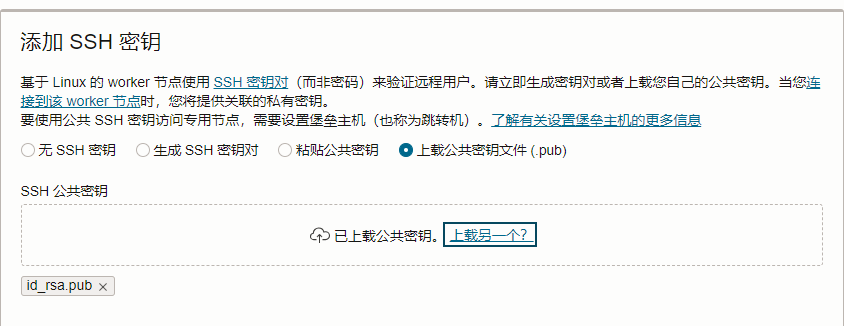 添加 SSH 密钥
基于 Linux 的 worker 节点使用 SSH 密钥对（而非密码）来验证远程用户。请立即生成密钥对或者上载您自己的公共密钥。当您连
接到该 worker 节点时，您将提供关联的私有密钥。
要使用公共 SSH 密钥访问专用节点，需要设置堡垒主机（也称为跳转机）。了解有关设置堡垒主机的更多信息
无 SSH 密钥 生成 SSH 密钥对 粘贴公共密钥 上载公共密钥文件 (.pub)
SSH 公共密钥
已上载公共密钥。 上载另一个？
id_rsa.pub ×